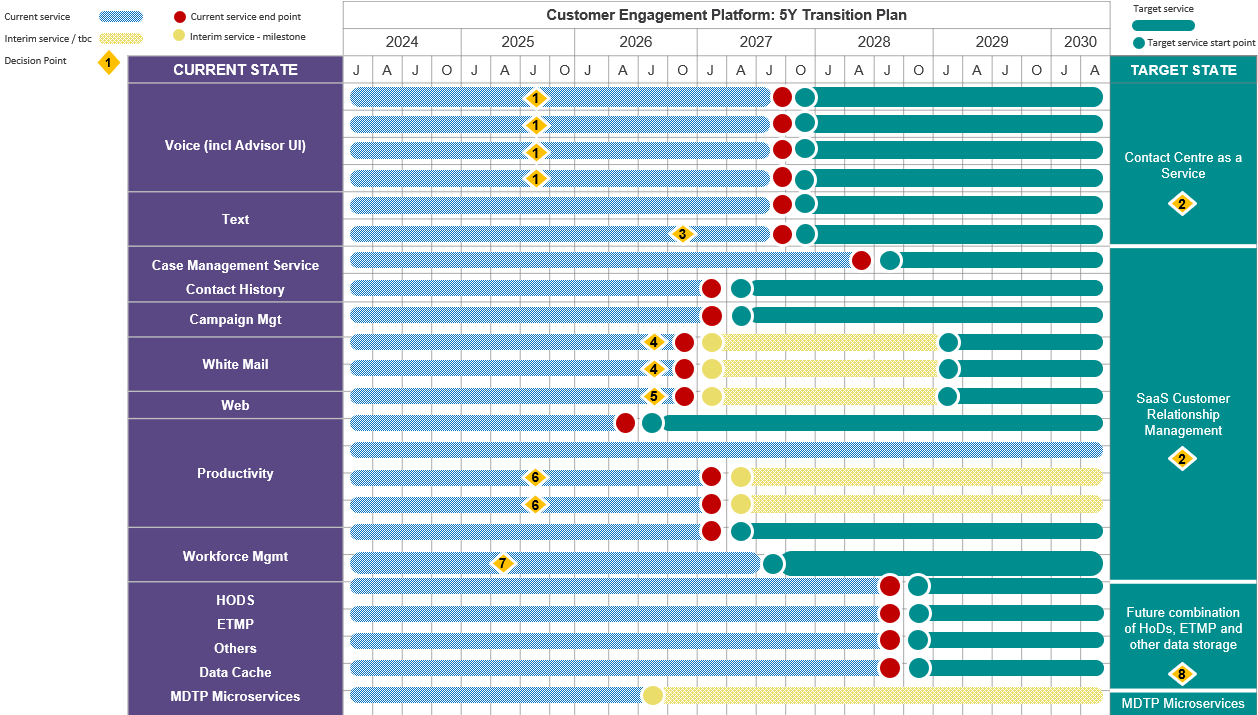 Current service
Current service end point
Interim service / tbc
Interim service - milestone
Decision Point
1
Customer Engagement Platform: 5Y Transition Plan
Target service
Target service start point
2024
2025
2026
2027
2028
2029
2030
CURRENT STATE
J A J O J A J O J A J O J A J O J A J O J A J O J A
TARGET STATE
Voice (incl Advisor UI)
1
1
1
1
Contact Centre as a
Service
2
Text
3
Case Management Service
Contact History
Campaign Mgt
White Mail
4
4
Web
5
SaaS Customer
Relationship
Management
2
Productivity
6
6
Workforce Mgmt
7
HODS
ETMP
Others
Data Cache
Future combination
of HoDs, ETMP and
other data storage
8
MDTP Microservices
MDTP Microservices